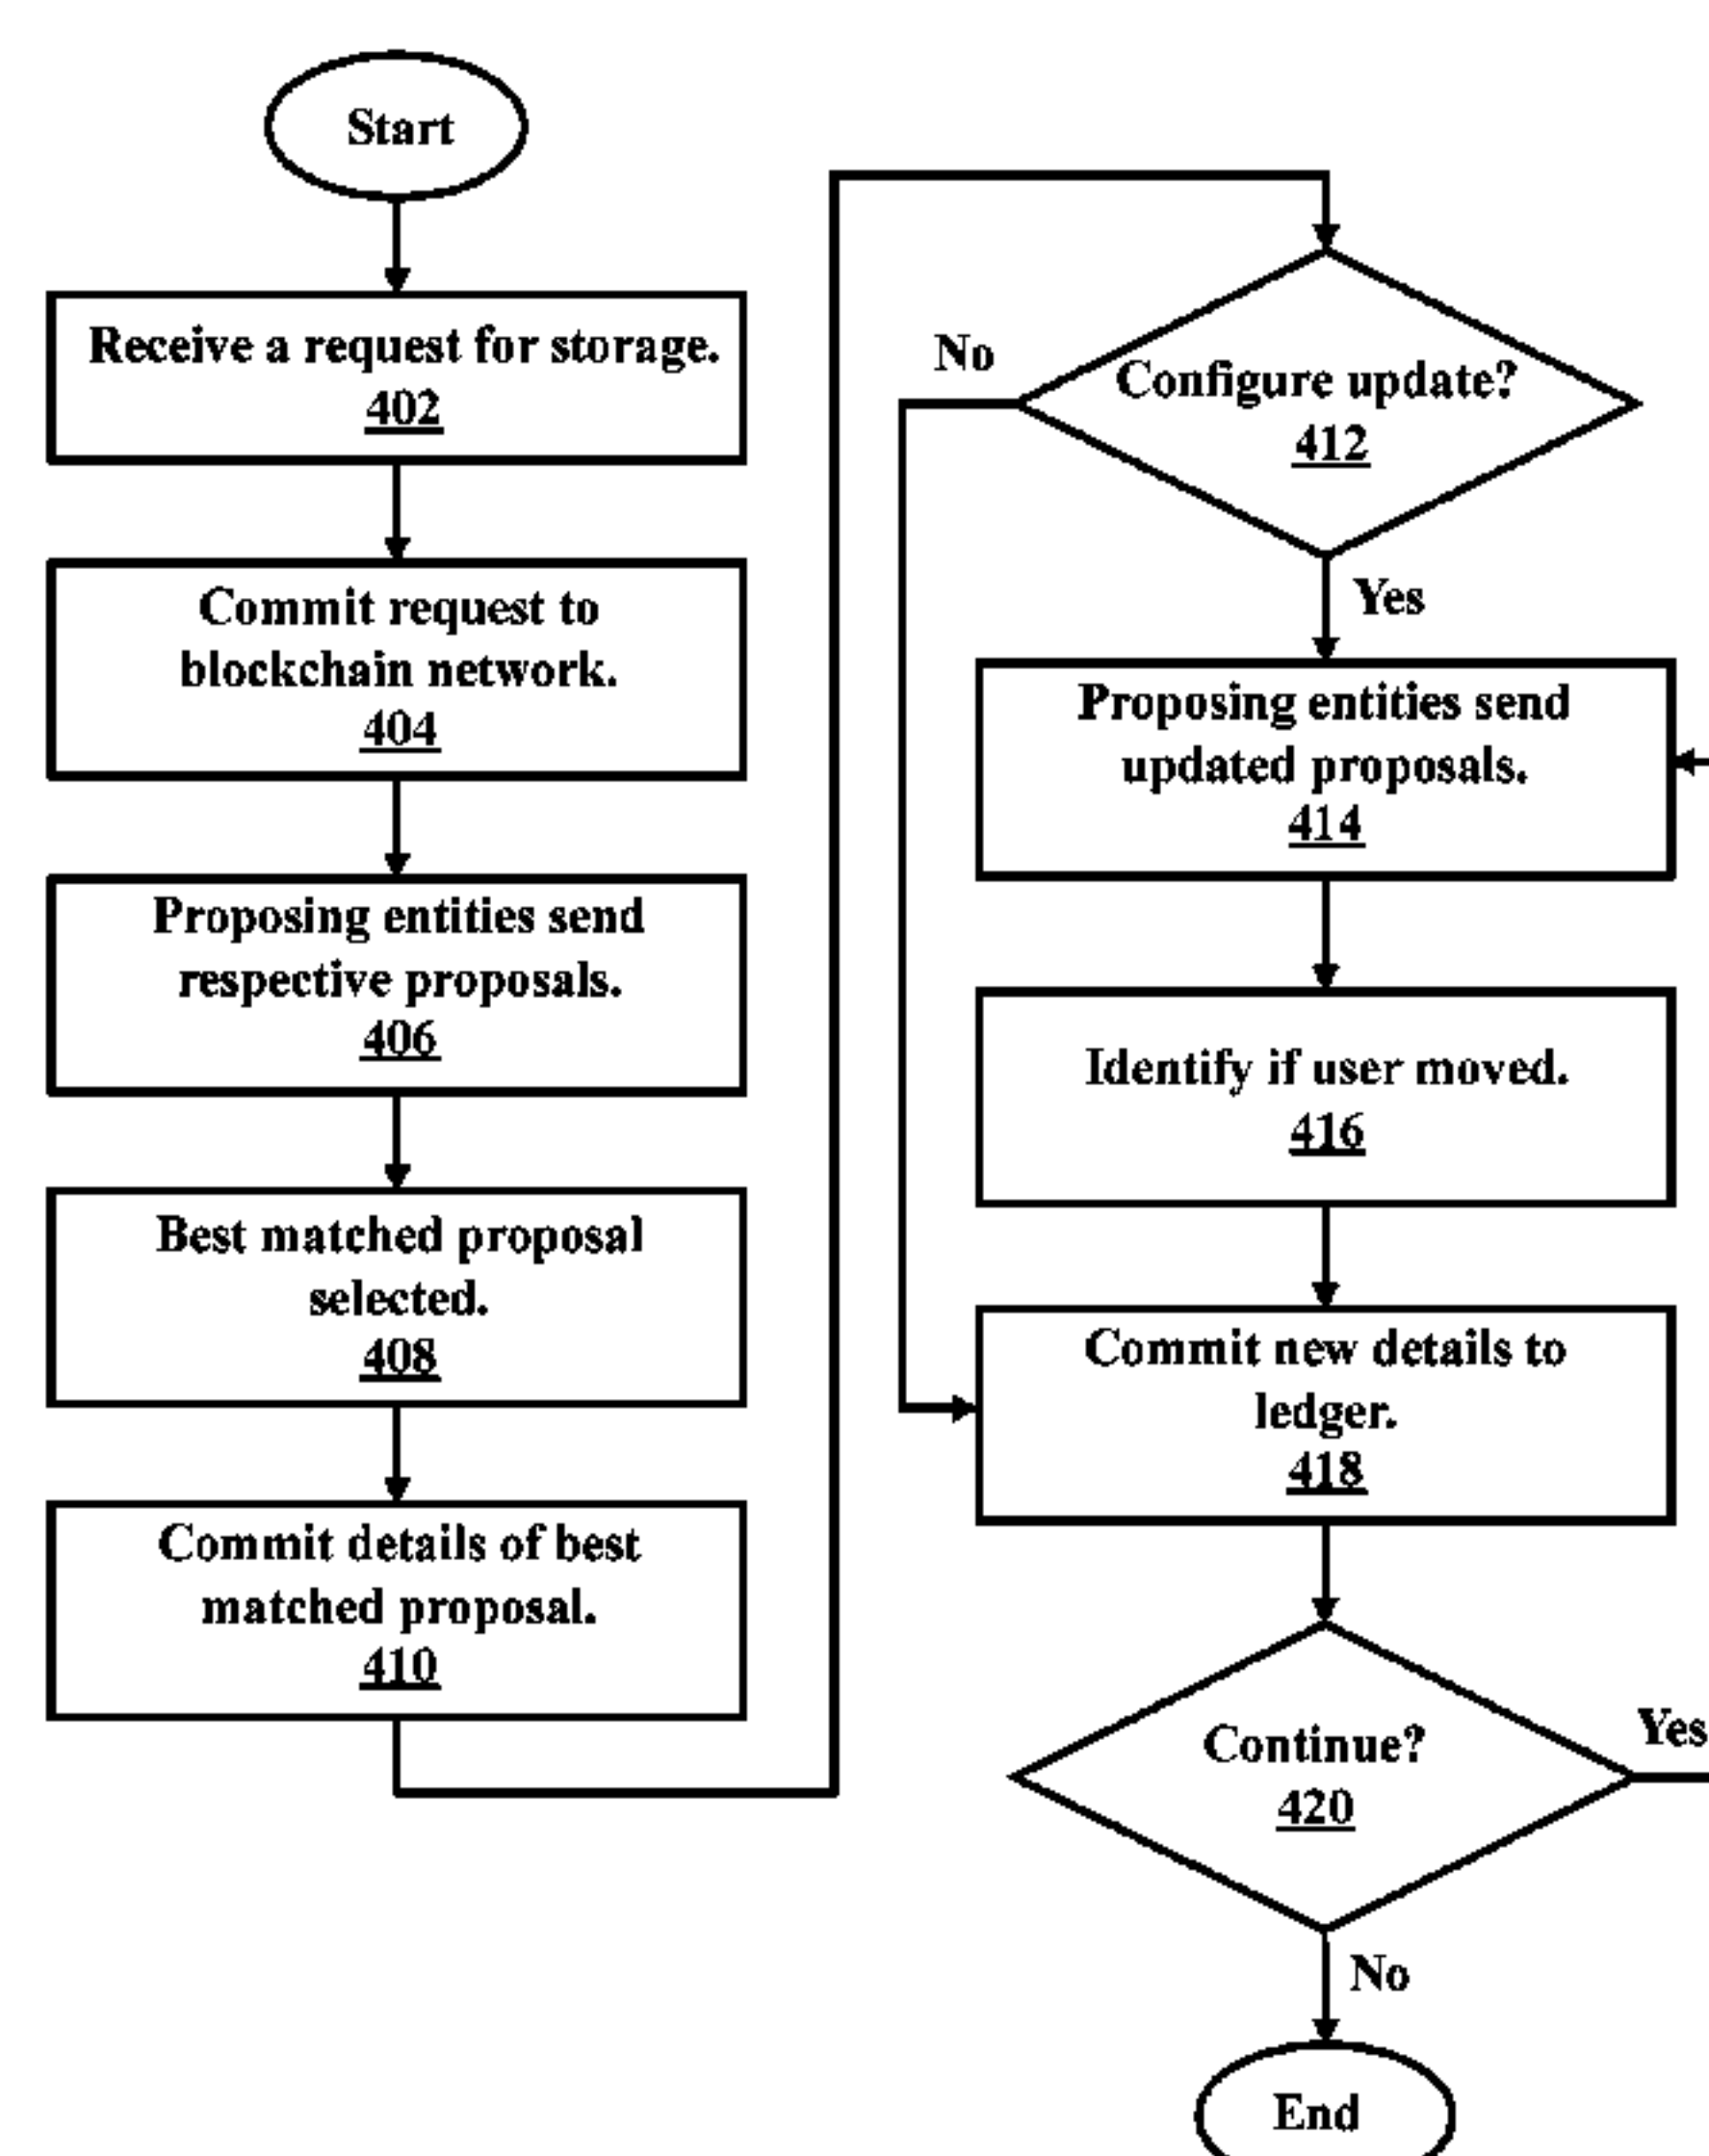 Start
Receive a request for storage.
402
Commit request to
blockchain network.
404
Proposing entities send
respective proposals.
406
Best matched proposal
selected.
408
Commit details of best
matched proposal.
410
Configure update?
412
No
Yes
Proposing entities send
updated proposals.
414
Identify if user moved.
416
Commit new details to
ledger.
418
Continue?
420
Yes
No
End